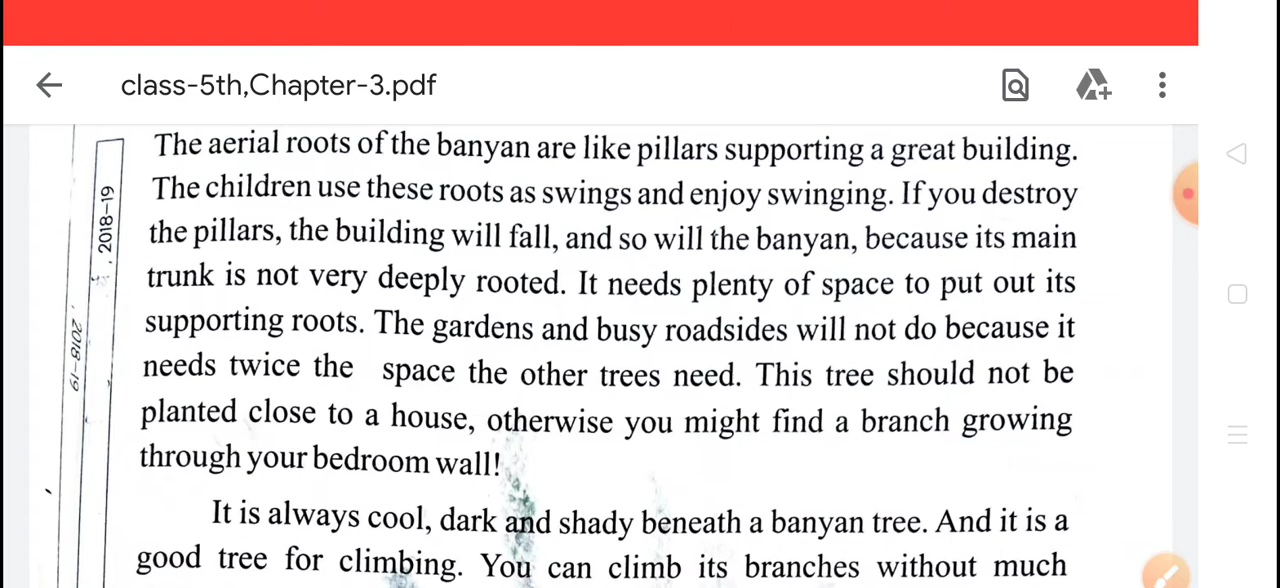 class-5th,Chapter-3.pdf
The aerial roots of the banyan are like pillars supporting a great building.
The children use these roots as swings and enjoy swinging. If you destroy
the pillars, the building will fall, and so will the banyan, because its main
trunk is not very deeply rooted. It needs plenty of space to put out its
supporting roots. The gardens and busy roadsides will not do because it
needs twice the space the other trees need. This tree should not be
planted close to a house, otherwise you might find a branch growing
through your bedroom wall!
It is always cool, dark and shady beneath a banyan tree. And it is a
good tree for climbing. You can climb its branches without much
2018-19
2018-19